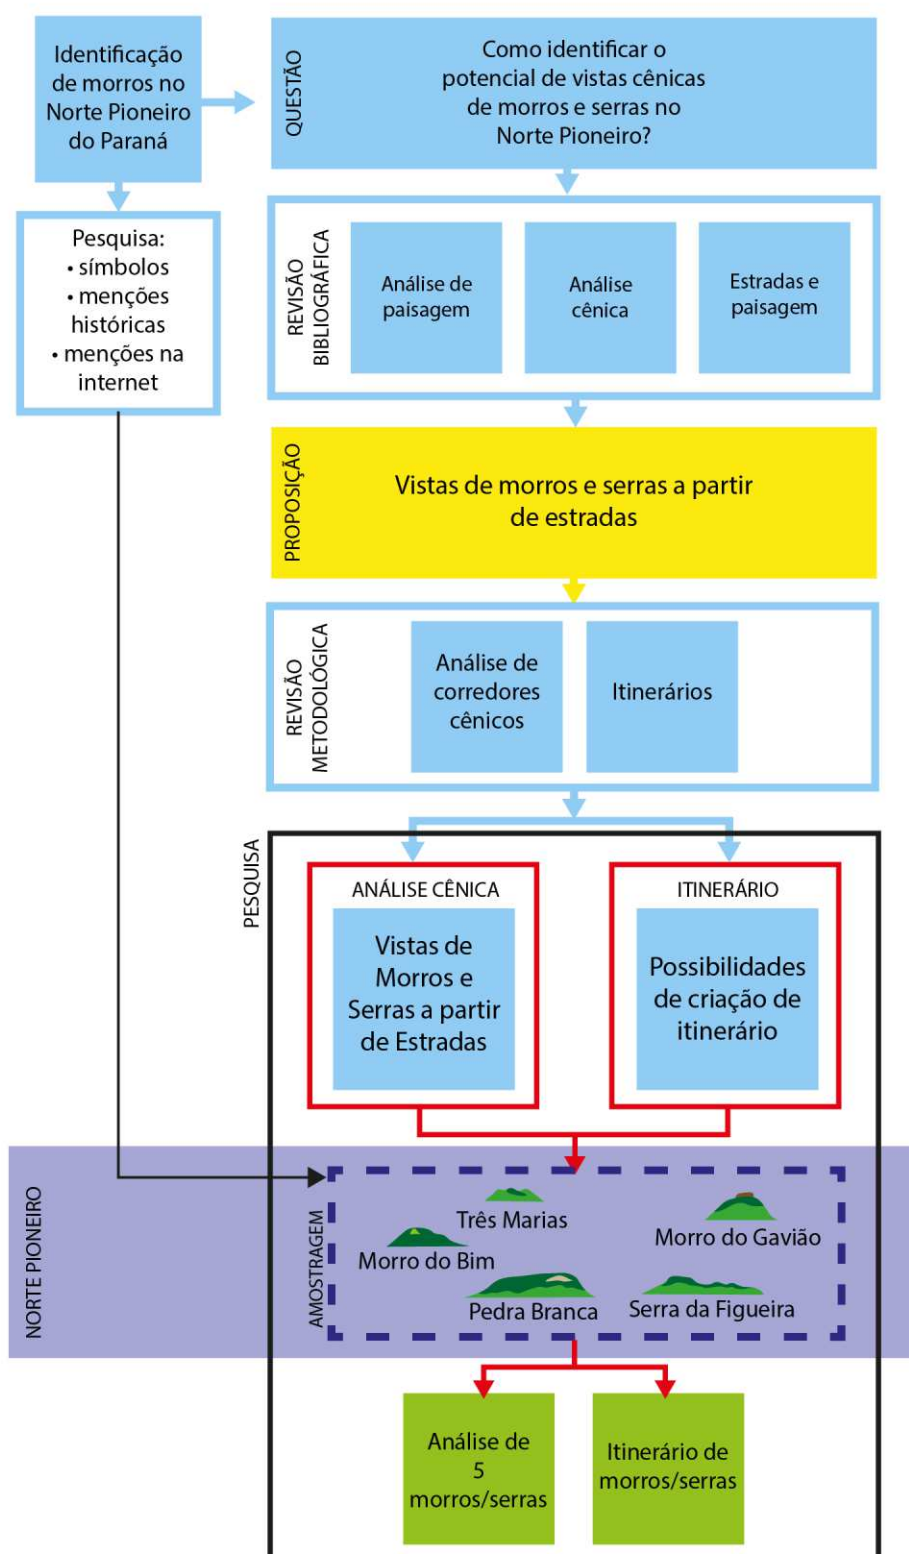 Identificação
de morros no
Norte Pioneiro
do Paraná
QUESTÃO
Como identificar o
potencial de vistas cênicas
de morros e serras no
Norte Pioneiro?
Pesquisa:
• símbolos
• menções
históricas
• menções na
internet
REVISÃO
BIBLIOGRÁFICA
Análise de
paisagem
Análise
cênica
Estradas e
paisagem
PROPOSIÇÃO
Vistas de morros e serras a partir
de estradas
REVISÃO
METODOLÓGICA
Análise de
corredores
cênicos
Itinerários
PESQUISA
ANÁLISE CÊNICA
Vistas de
Morros e
Serras a partir
de Estradas
ITINERÁRIO
Possibilidades
de criação de
itinerário
NORTE PIONEIRO
AMOSTRAGEM
Três Marias
Morro do Gavião
Morro do Bim
Pedra Branca
Serra da Figueira
Análise de
5
morros/serras
Itinerário de
morros/serras